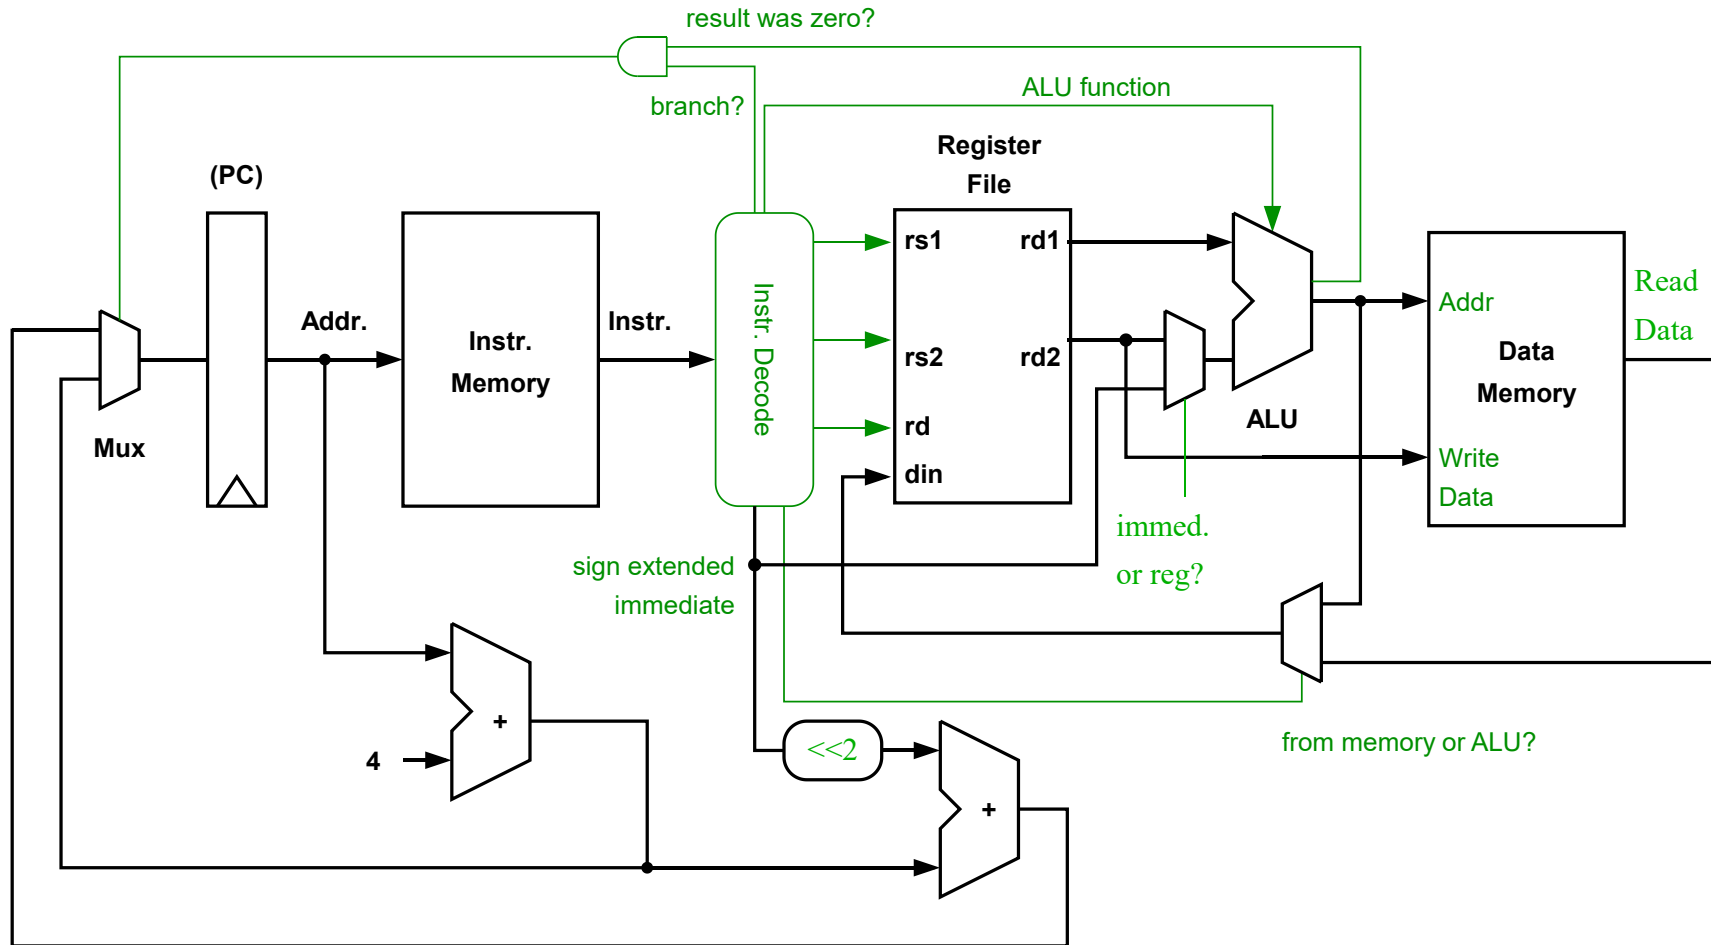 result was zero?
ALU function
branch?
Register
File
(PC)
rs1
rd1
Instr. Decode
Read
Data
Addr
Addr.
Instr.
Instr.
Memory
rs2
rd2
Data
Memory
Mux
rd
ALU
din
Write
Data
immed.
or reg?
sign extended
immediate
+
4
<<2
from memory or ALU?
+